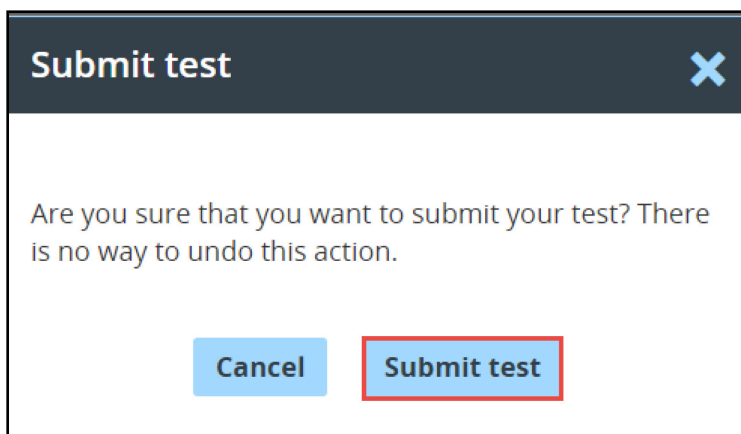 Submit test
Are you sure that you want to submit your test? There
is no way to undo this action.
Cancel
Submit test